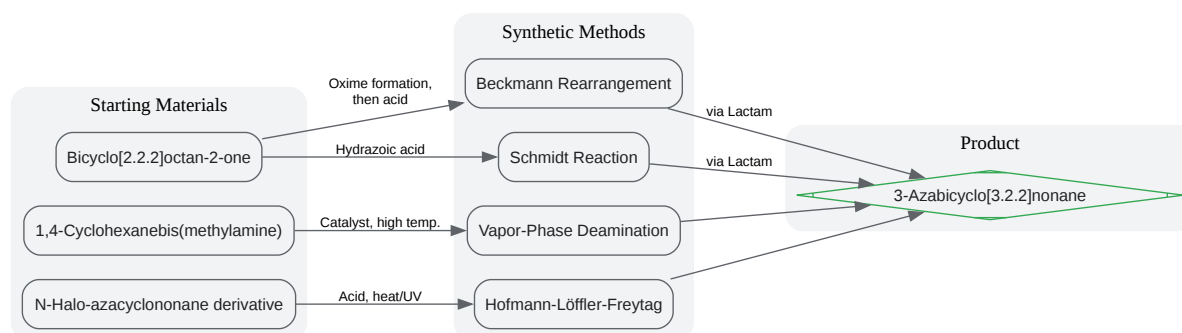 Synthetic Methods
Starting Materials
Product
Oxime formation,
then acid
Beckmann Rearrangement
via Lactam
Bicyclo[2.2.2]octan-2-one
Hydrazoic acid
Schmidt Reaction
via Lactam
3-Azabicyclo[3.2.2]nonane
1,4-Cyclohexanebis(methylamine)
Catalyst, high temp.
Vapor-Phase Deamination
N-Halo-azacyclononane derivative
Acid, heat/UV
Hofmann-Löffler-Freytag